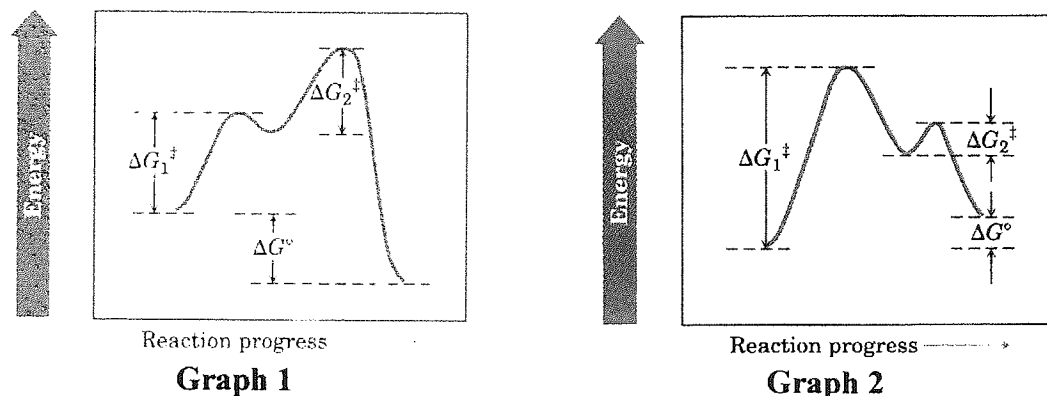 Energy
ΔG₁‡
ΔG₂‡
ΔG°
Reaction progress
Graph 1
Energy
ΔG₁‡
ΔG₂‡
ΔG°
Reaction progress
Graph 2